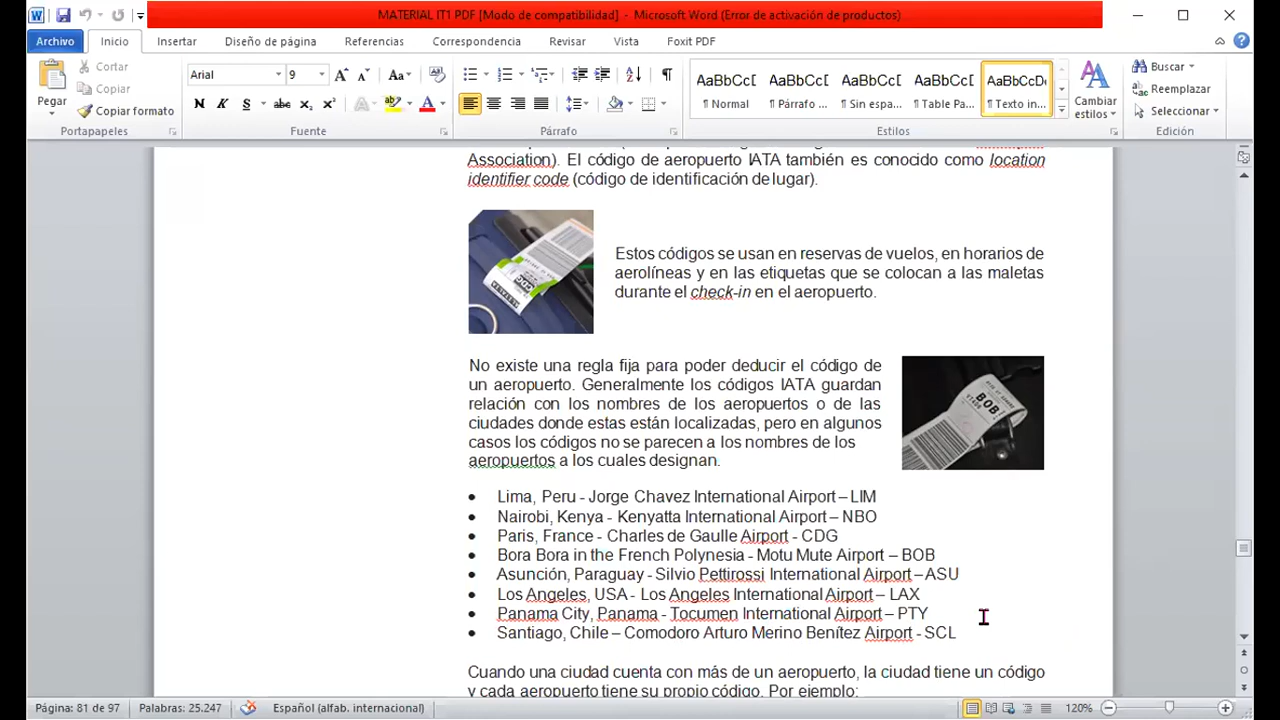 MATERIAL IT1 PDF [Modo de compatibilidad] - Microsoft Word (Error de activación de productos)
Archivo Inicio Insertar Diseño de página Referencias Correspondencia Revisar Vista Foxit PDF
Pegar
Cortar
Copiar
Copiar formato
Portapapeles
Arial 9
Fuente
Párrafo
AaBbCcD AaBbCcD AaBbCcD AaBbCcD AaBbCcDc
¶ Normal ¶ Párrafo ... ¶ Sin espa... ¶ Table Pa... ¶ Texto in...
Cambiar estilos
Estilos
Buscar
Reemplazar
Seleccionar
Edición
Association). El código de aeropuerto IATA también es conocido como location
identifier code (código de identificación de lugar).
Estos códigos se usan en reservas de vuelos, en horarios de
aerolíneas y en las etiquetas que se colocan a las maletas
durante el check-in en el aeropuerto.
No existe una regla fija para poder deducir el código de
un aeropuerto. Generalmente los códigos IATA guardan
relación con los nombres de los aeropuertos o de las
ciudades donde estas están localizadas, pero en algunos
casos los códigos no se parecen a los nombres de los
aeropuertos a los cuales designan.
BOB
• Lima, Peru - Jorge Chavez International Airport – LIM
• Nairobi, Kenya - Kenyatta International Airport – NBO
• Paris, France - Charles de Gaulle Airport - CDG
• Bora Bora in the French Polynesia - Motu Mute Airport – BOB
• Asunción, Paraguay - Silvio Pettirossi International Airport – ASU
• Los Angeles, USA - Los Angeles International Airport – LAX
• Panama City, Panama - Tocumen International Airport – PTY
• Santiago, Chile – Comodoro Arturo Merino Benítez Airport - SCL
Cuando una ciudad cuenta con más de un aeropuerto, la ciudad tiene un código
y cada aeropuerto tiene su propio código. Por ejemplo:
Página: 81 de 97 Palabras: 25.247 Español (alfab. internacional) 120%